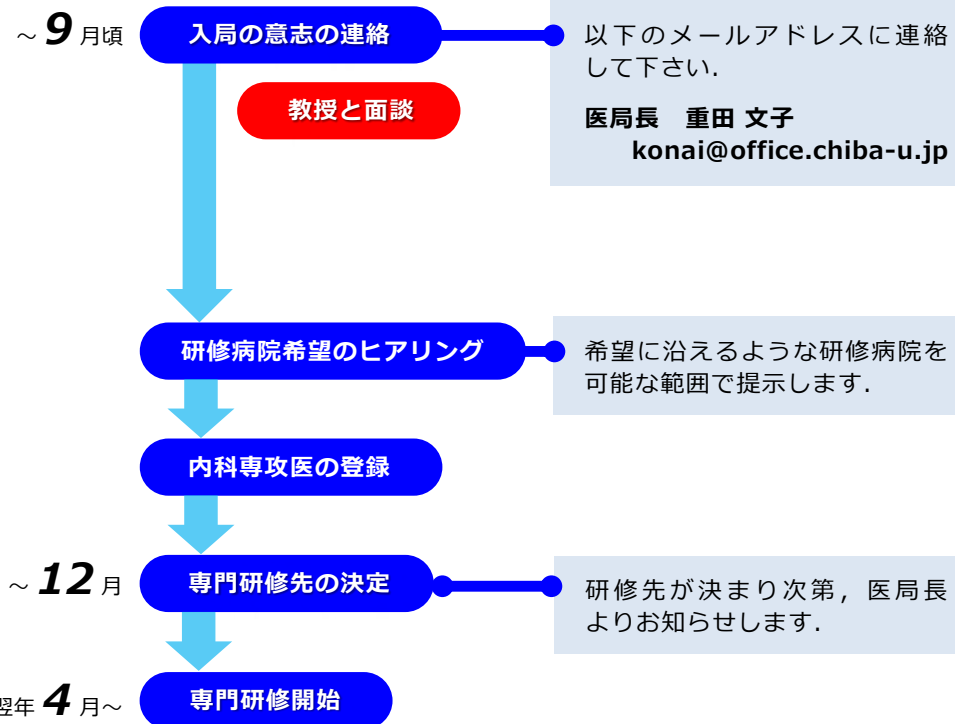 ～9月頃
入局の意志の連絡
以下のメールアドレスに連絡
して下さい．
医局長　重田 文子
konai@office.chiba-u.jp
教授と面談
研修病院希望のヒアリング
希望に沿えるような研修病院を
可能な範囲で提示します．
内科専攻医の登録
～12月
専門研修先の決定
研修先が決まり次第，医局長
よりお知らせします．
翌年4月～
専門研修開始